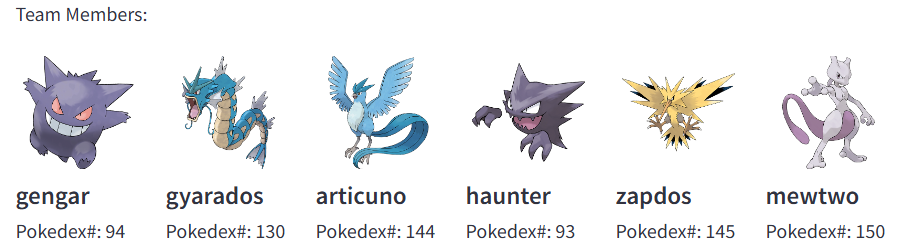 Team Members:
gengar gyarados articuno haunter zapdos mewtwo
Pokedex#: 94 Pokedex#: 130 Pokedex#: 144 Pokedex#: 93 Pokedex#: 145 Pokedex#: 150